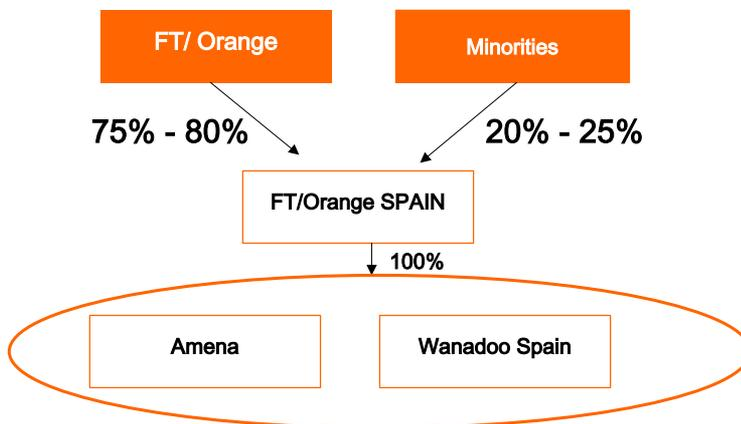 FT/ Orange
Minorities
75% - 80%
20% - 25%
FT/Orange SPAIN
100%
Amena
Wanadoo Spain